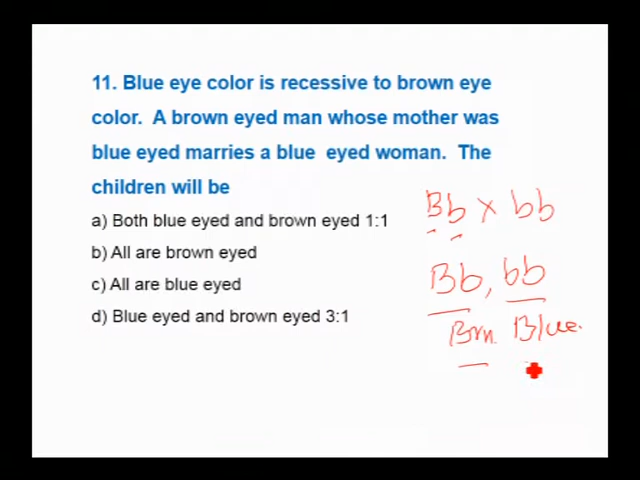 11. Blue eye color is recessive to brown eye
color. A brown eyed man whose mother was
blue eyed marries a blue eyed woman. The
children will be
a) Both blue eyed and brown eyed 1:1
b) All are brown eyed
c) All are blue eyed
d) Blue eyed and brown eyed 3:1
Bb × bb
Bb, bb
Brn. Blue.